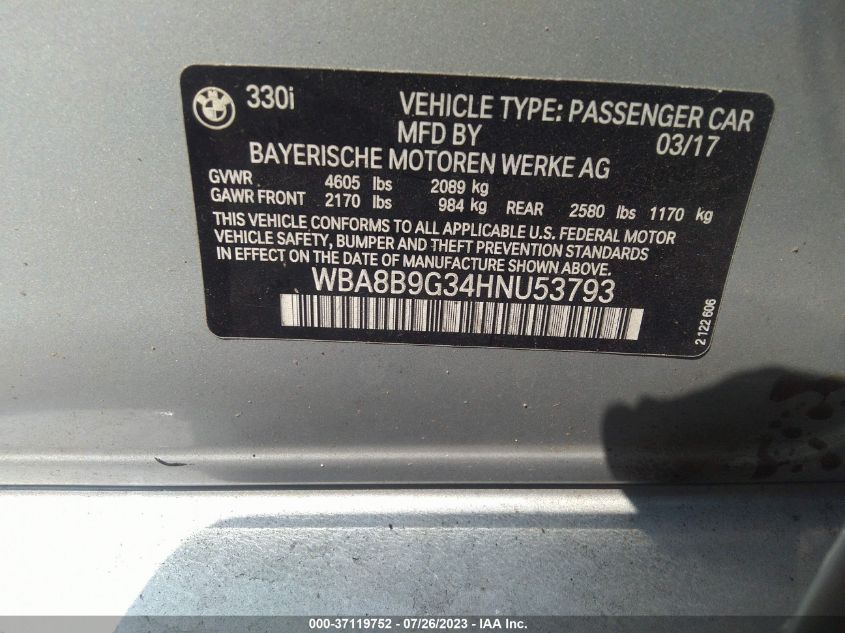 330i VEHICLE TYPE: PASSENGER CAR
MFD BY 03/17
BAYERISCHE MOTOREN WERKE AG
GVWR 4605 lbs 2089 kg
GAWR FRONT 2170 lbs 984 kg REAR 2580 lbs 1170 kg
THIS VEHICLE CONFORMS TO ALL APPLICABLE U.S. FEDERAL MOTOR
VEHICLE SAFETY, BUMPER AND THEFT PREVENTION STANDARDS
IN EFFECT ON THE DATE OF MANUFACTURE SHOWN ABOVE.
WBA8B9G34HNU53793
2 122 606
000-37119752 / 07/26/2023 - IAA Inc.